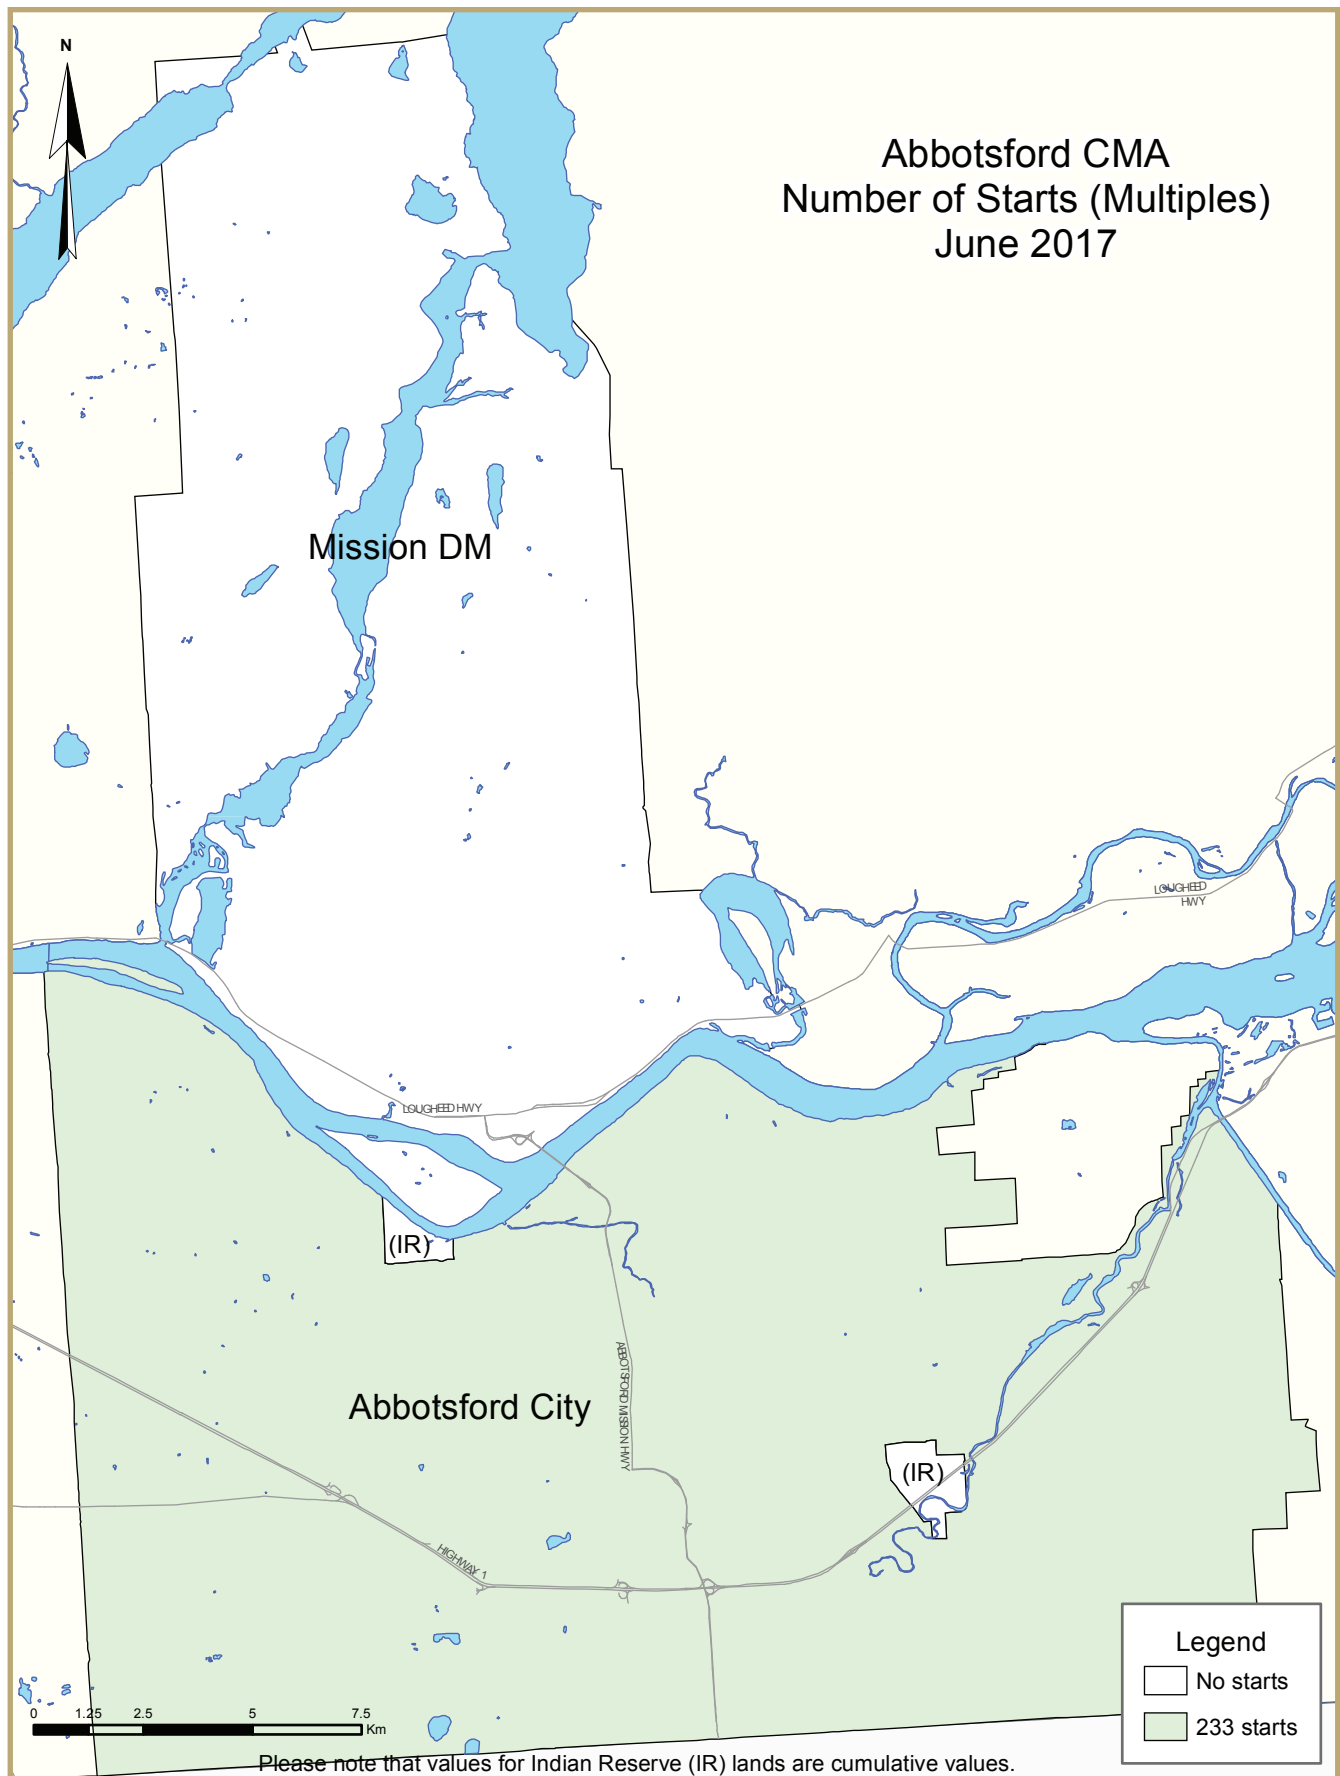 N
Abbotsford CMA
Number of Starts (Multiples)
June 2017
Mission DM
LOUGHEED
HWY
LOUGHEED HWY
(IR)
ABBOTSFORD MISSION HWY
Abbotsford City
(IR)
HIGHWAY 1
Legend
No starts
233 starts
0 1.25 2.5 5 7.5
Km
Please note that values for Indian Reserve (IR) lands are cumulative values.